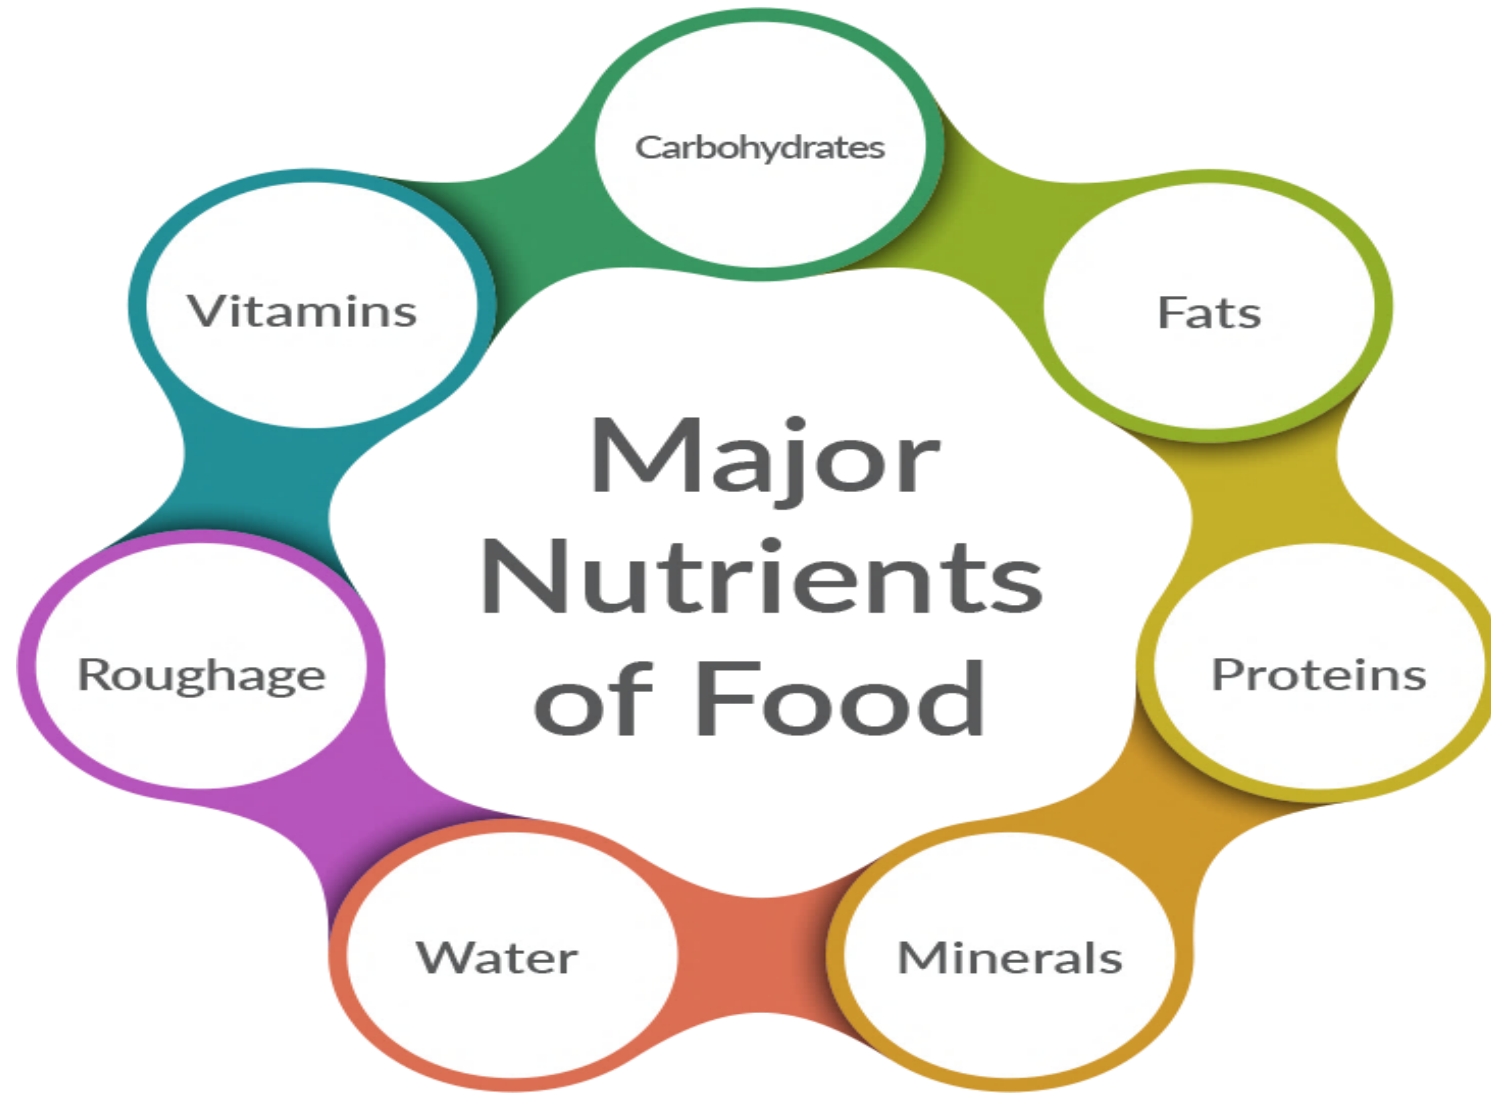 Carbohydrates
Vitamins
Fats
Major
Nutrients
of Food
Roughage
Proteins
Water
Minerals